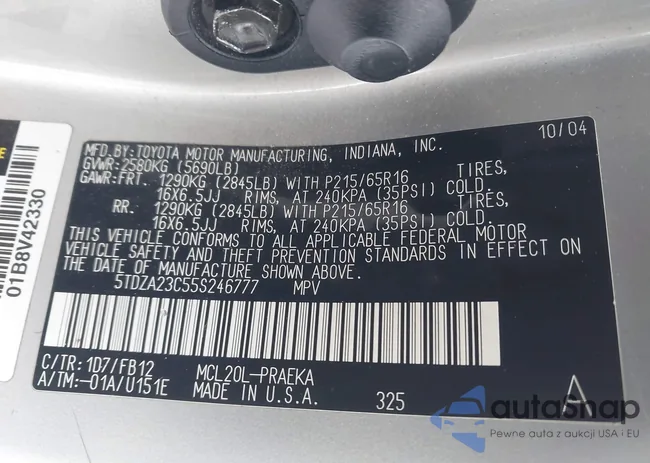 MFD.BY:TOYOTA MOTOR MANUFACTURING, INDIANA, INC. 10/04
GVWR:2580KG (5690LB)
GAWR:FRT. 1290KG (2845LB) WITH P215/65R16 TIRES,
16X6.5JJ RIMS, AT 240KPA (35PSI) COLD.
RR. 1290KG (2845LB) WITH P215/65R16 TIRES,
16X6.5JJ RIMS, AT 240KPA (35PSI) COLD.
THIS VEHICLE CONFORMS TO ALL APPLICABLE FEDERAL MOTOR
VEHICLE SAFETY AND THEFT PREVENTION STANDARDS IN EFFECT ON
THE DATE OF MANUFACTURE SHOWN ABOVE.
5TDZA23C55S246777 MPV
C/TR: 1D7/FB12 MCL20L-PRAEKA
A/TM:-01A/U151E MADE IN U.S.A. 325 A
01B8V42330
autoSnap
Pewne auta z aukcji USA i EU